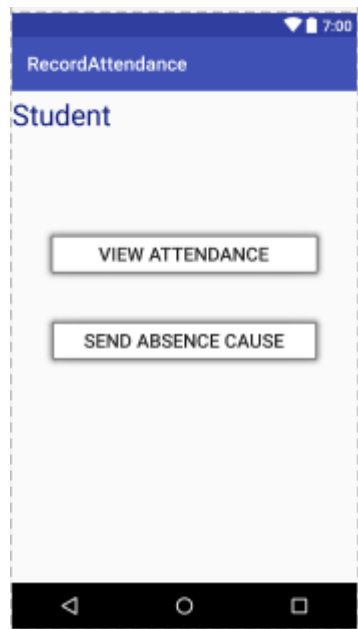 7:00
RecordAttendance
Student
VIEW ATTENDANCE
SEND ABSENCE CAUSE